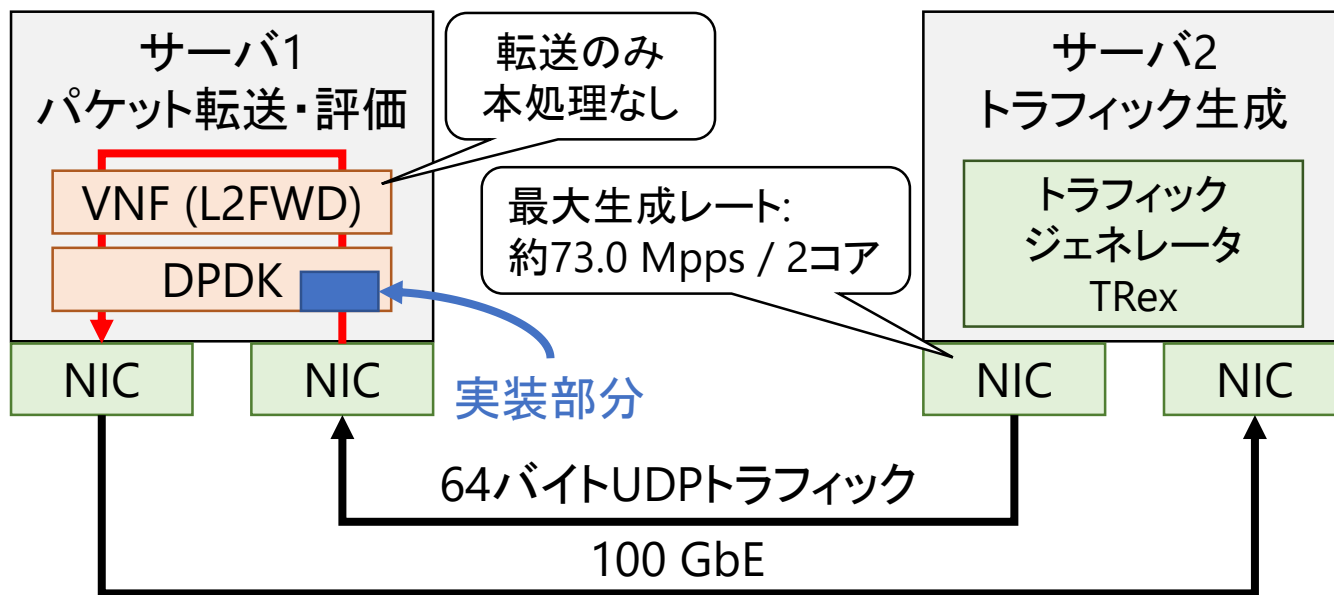 サーバ1
パケット転送・評価
転送のみ
本処理なし
VNF (L2FWD)
DPDK
NIC
NIC
実装部分
サーバ2
トラフィック生成
トラフィック
ジェネレータ
TRex
最大生成レート:
約73.0 Mpps / 2コア
NIC
NIC
64バイトUDPトラフィック
100 GbE